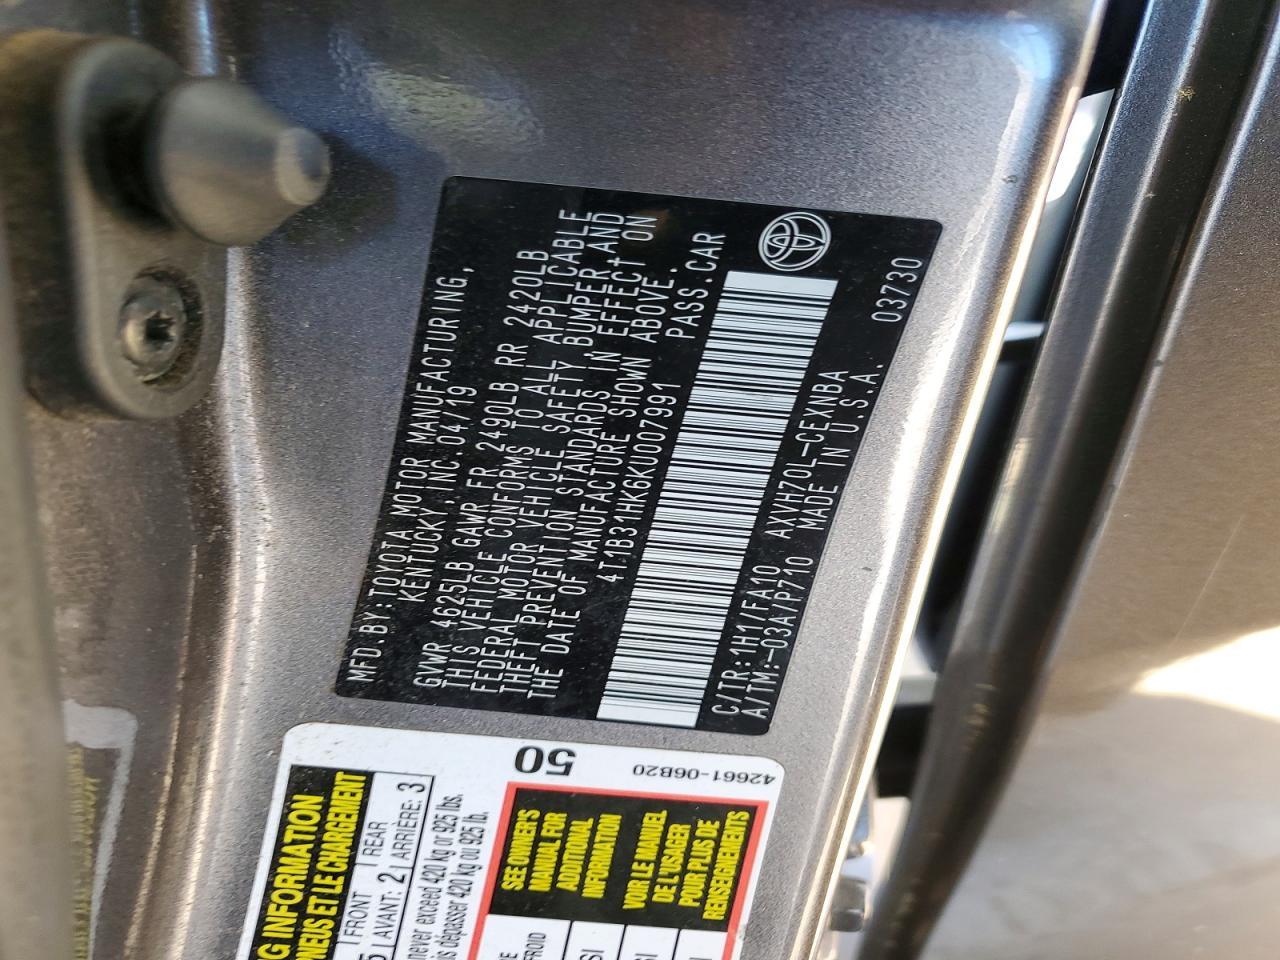 MFD.BY:TOYOTA MOTOR MANUFACTURING,
KENTUCKY, INC.04/19
GVWR 4625LB GAWR FR 2490LB RR 2420LB
THIS VEHICLE CONFORMS TO ALL APPLICABLE
FEDERAL MOTOR VEHICLE SAFETY, BUMPER, AND
THEFT PREVENTION STANDARDS IN EFFECT ON
THE DATE OF MANUFACTURE SHOWN ABOVE.
4T1B31HK6KU007991 PASS.CAR
C/TR:1H1/FA10 AXVH70L-CEXNBA
A/TM:-03A/P710 MADE IN U.S.A.
03730
50
42661-06B20
G INFORMATION
PNEUS ET LE CHARGEMENT
FRONT | REAR
AVANT: 2 | ARRIÈRE: 3
never exceed 420 kg or 925 lbs.
is dépasser 420 kg ou 925 lb.
SEE OWNER'S
MANUAL FOR
ADDITIONAL
INFORMATION
VOIR LE MANUEL
DE L'USAGER
POUR PLUS DE
RENSEIGNEMENTS
FROID
SI
SI
SI